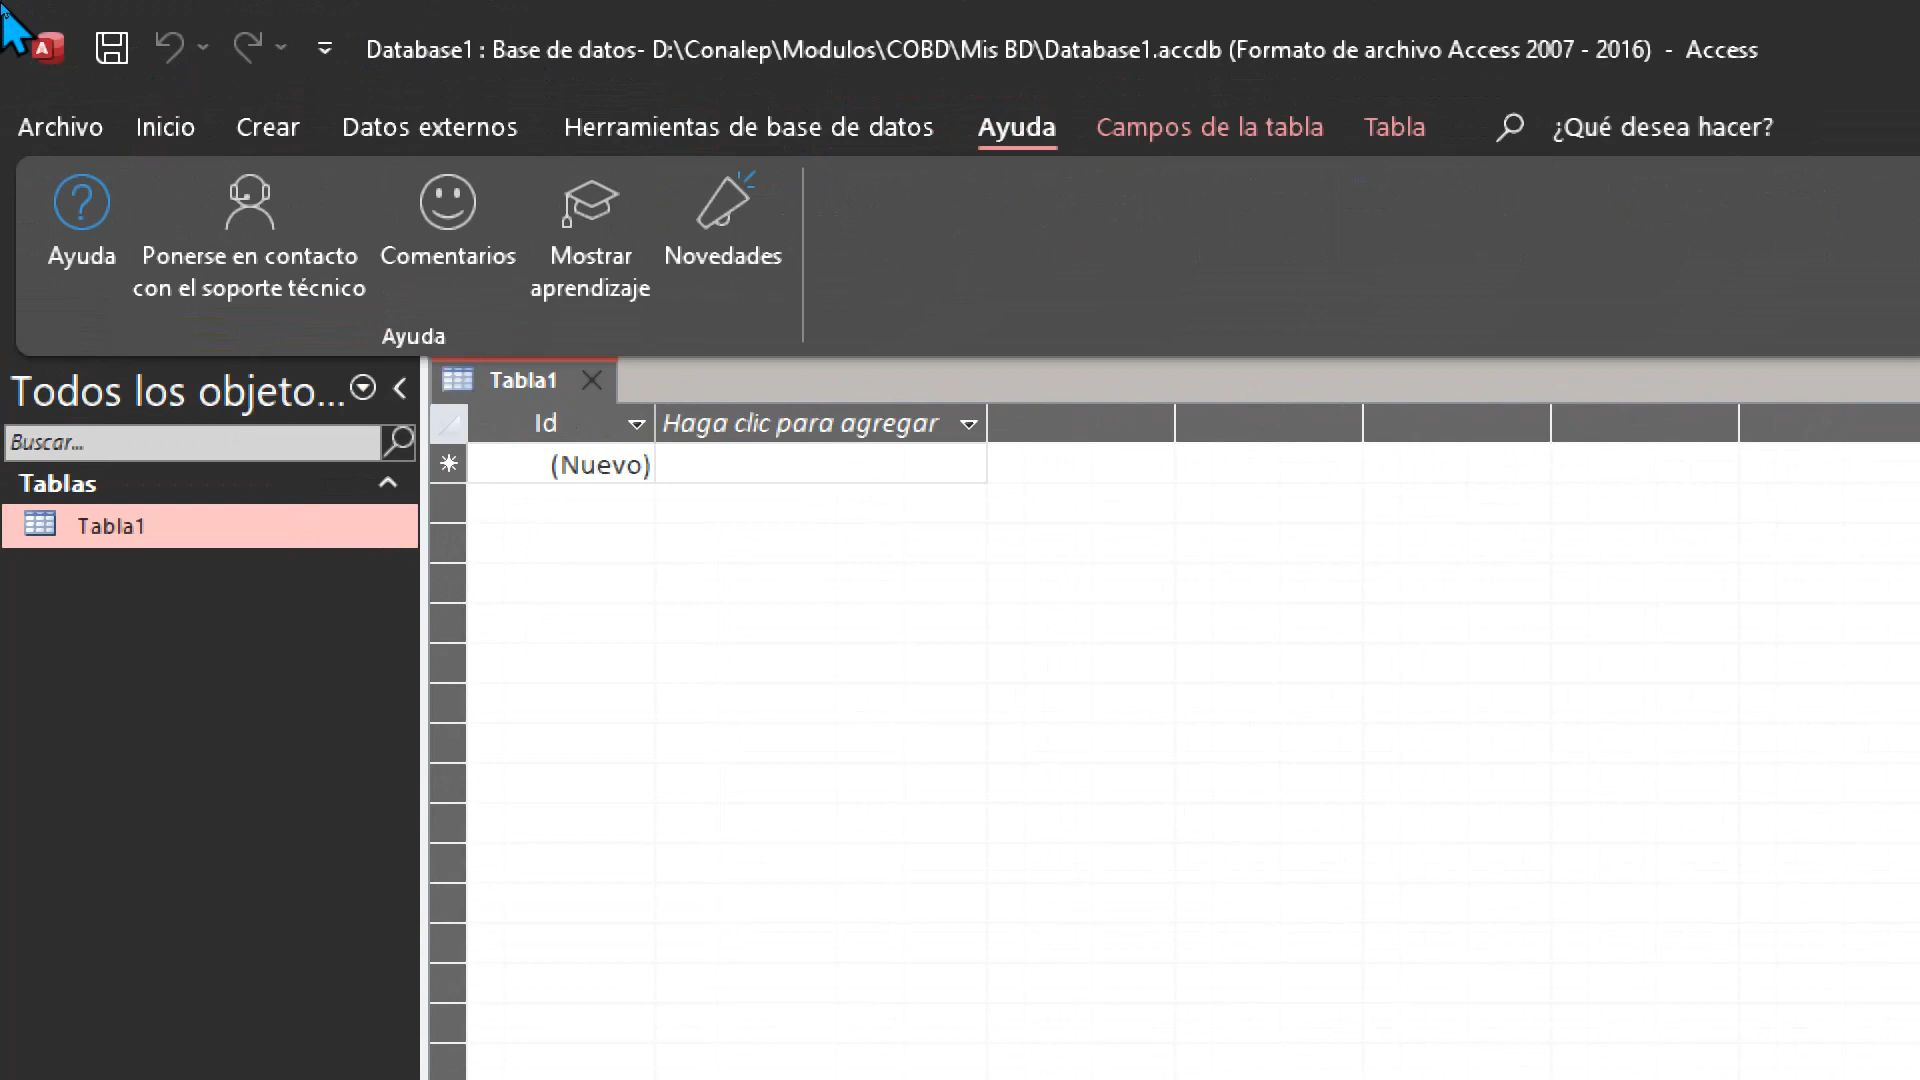 Database1 : Base de datos- D:\Conalep\Modulos\COBD\Mis BD\Database1.accdb (Formato de archivo Access 2007 - 2016) - Access
Archivo Inicio Crear Datos externos Herramientas de base de datos Ayuda Campos de la tabla Tabla ¿Qué desea hacer?
Ayuda Ponerse en contacto con el soporte técnico Comentarios Mostrar aprendizaje Novedades
Ayuda
Todos los objeto...
Buscar...
Tablas
Tabla1
Tabla1
Id Haga clic para agregar
(Nuevo)